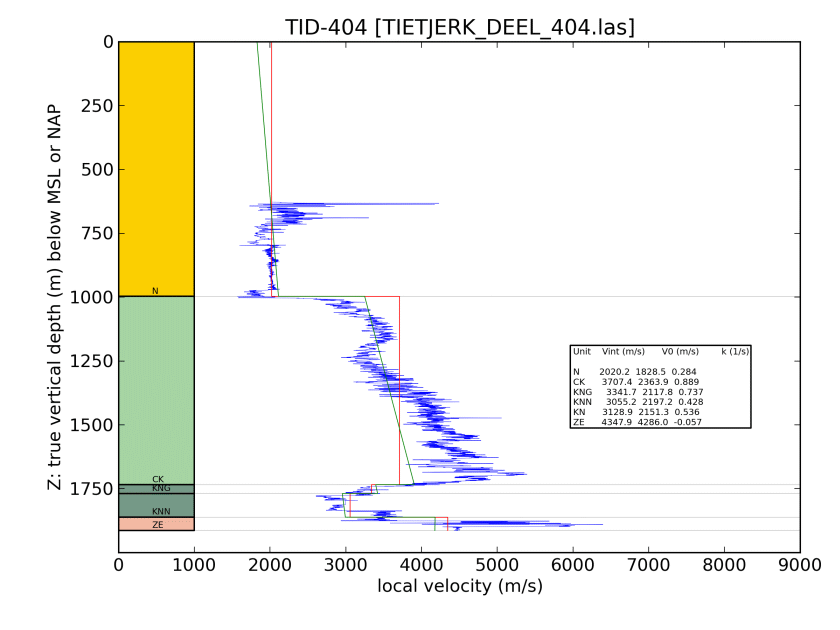 TID-404 [TIETJERK_DEEL_404.las]
Z: true vertical depth (m) below MSL or NAP
0
250
500
750
1000
1250
1500
1750
N
CK
KNG
KNN
ZE
Unit Vint (m/s) V0 (m/s) k (1/s)
N 2020.2 1828.5 0.284
CK 3707.4 2363.9 0.889
KNG 3341.7 2117.8 0.737
KNN 3055.2 2197.2 0.428
KN 3128.9 2151.3 0.536
ZE 4347.9 4286.0 -0.057
0 1000 2000 3000 4000 5000 6000 7000 8000 9000
local velocity (m/s)